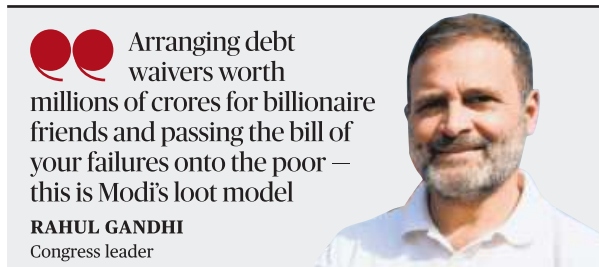 Arranging debt
waivers worth
millions of crores for billionaire
friends and passing the bill of
your failures onto the poor —
this is Modi's loot model
RAHUL GANDHI
Congress leader